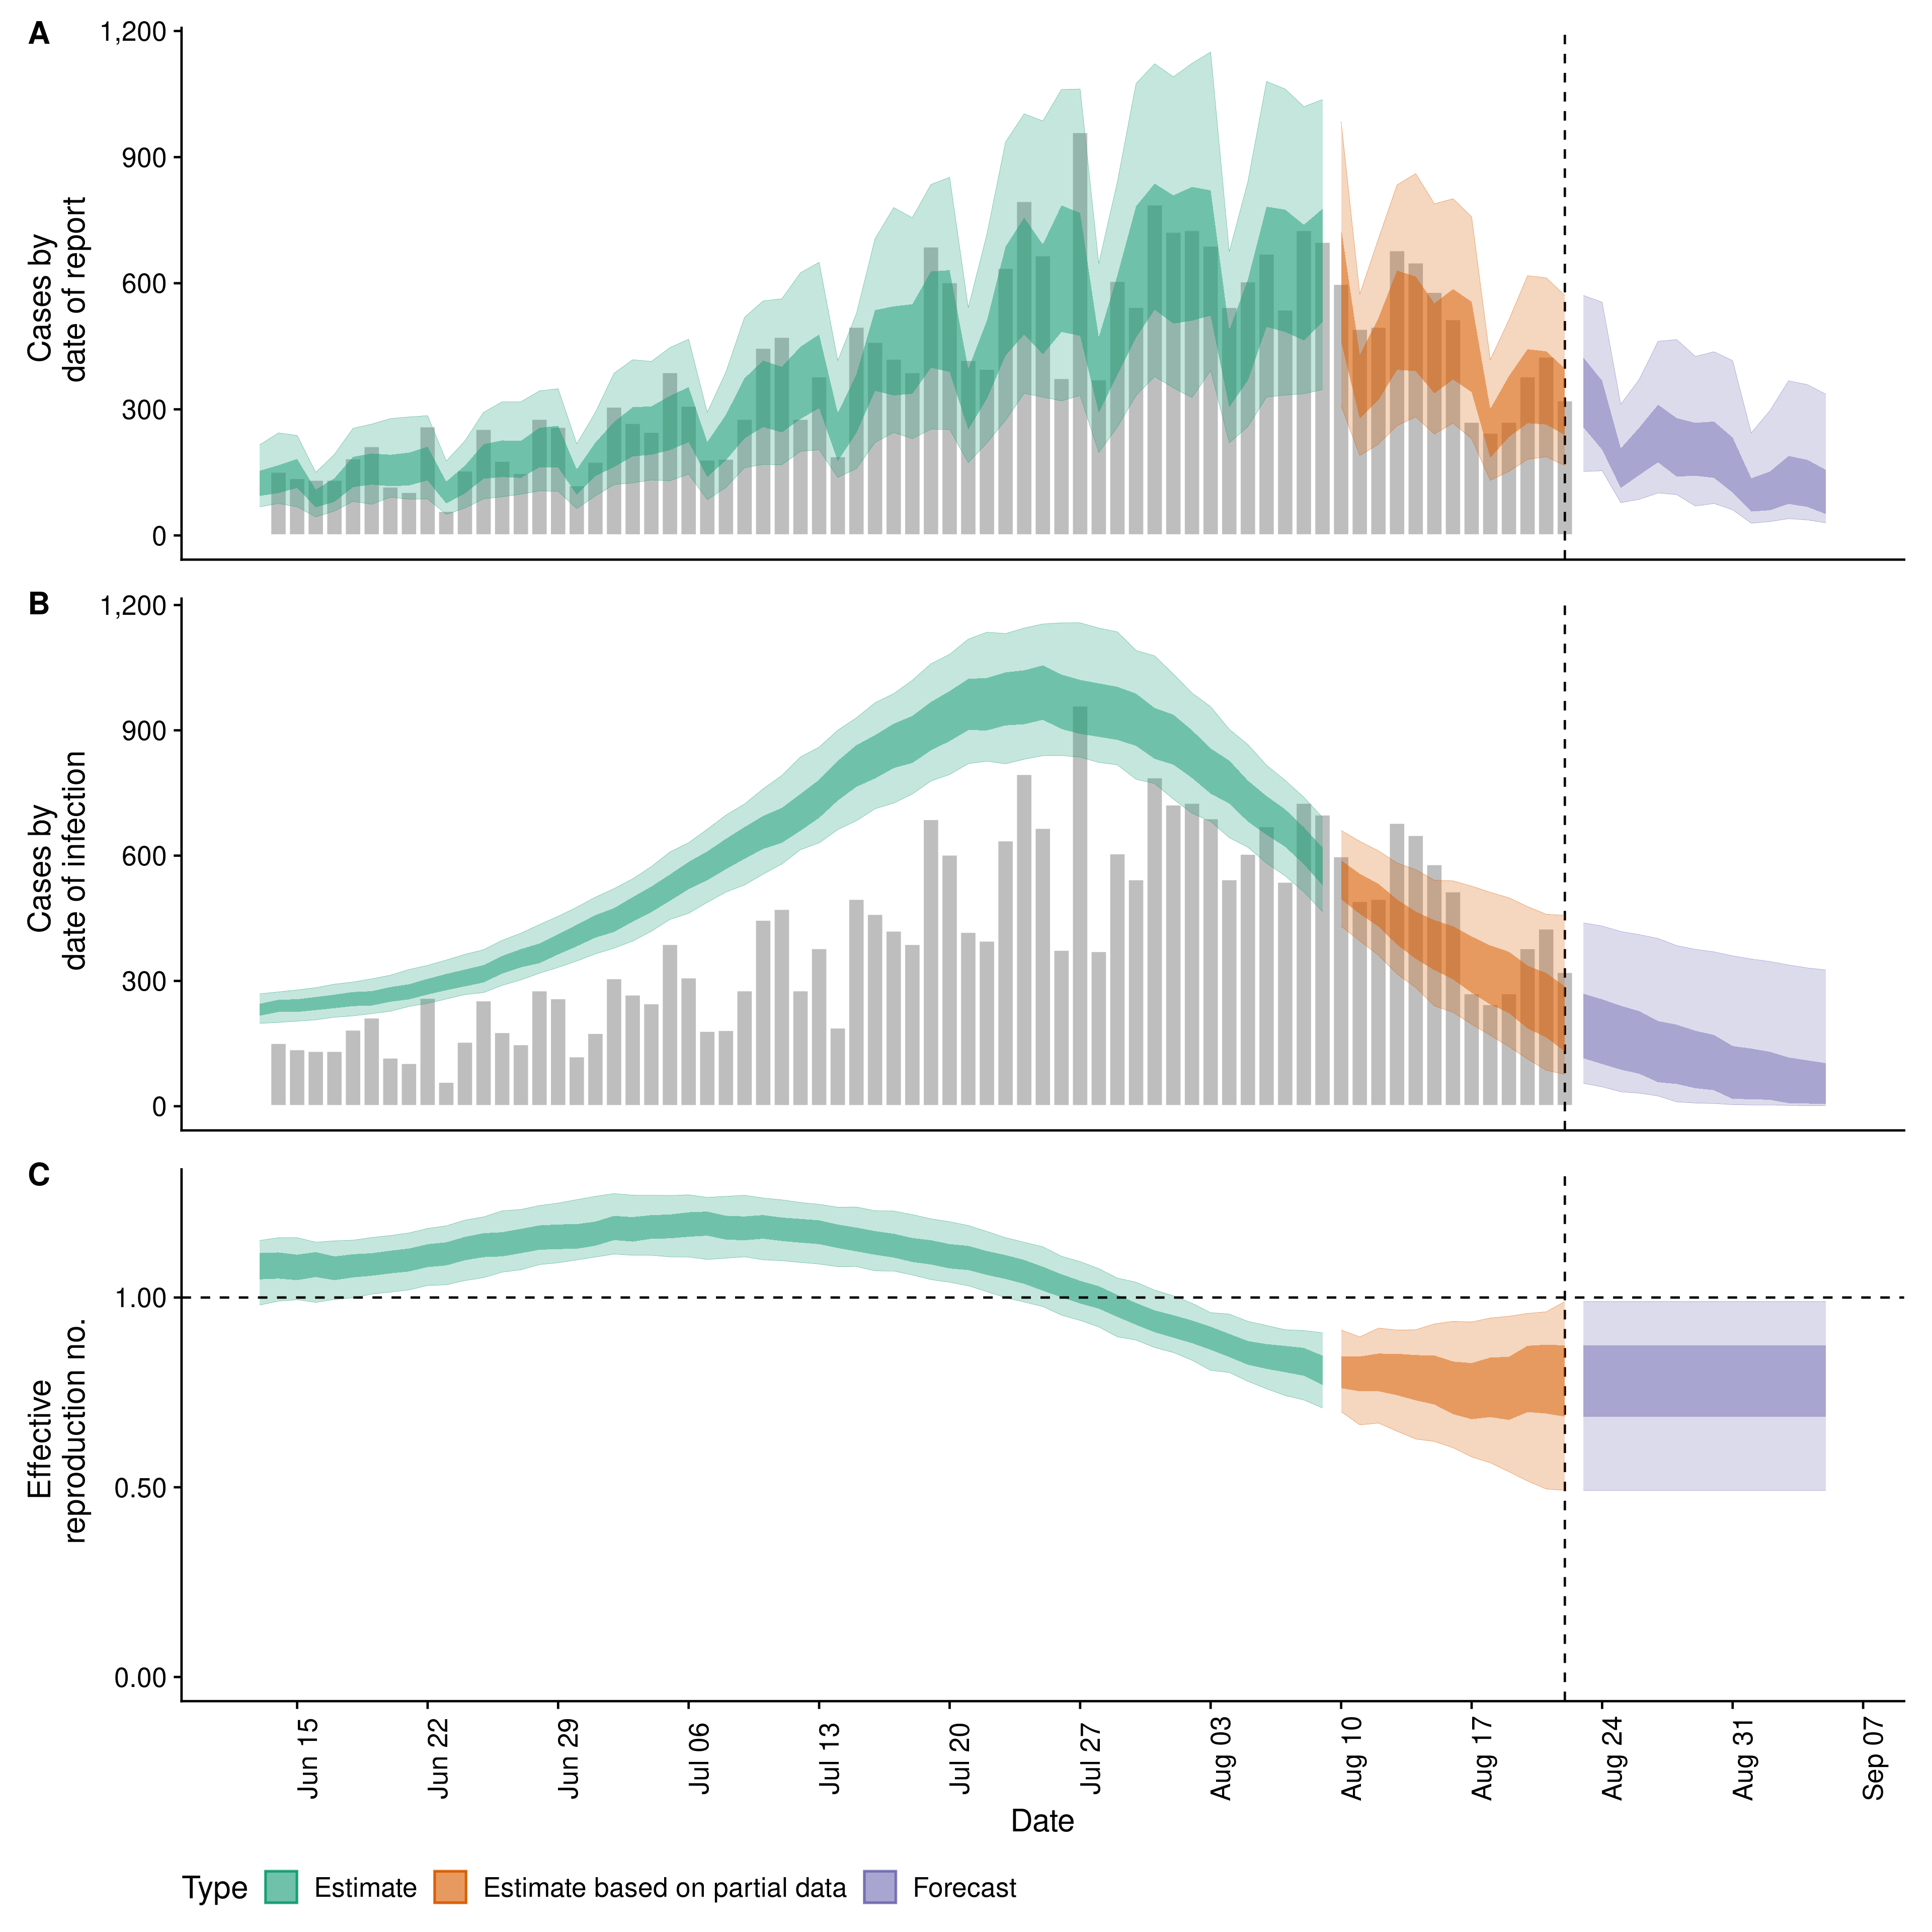 A
1,200
900
600
300
0
Cases by
date of report
B
1,200
900
600
300
0
Cases by
date of infection
C
1.00
0.50
0.00
Effective
reproduction no.
Jun 15
Jun 22
Jun 29
Jul 06
Jul 13
Jul 20
Jul 27
Aug 03
Aug 10
Aug 17
Aug 24
Aug 31
Sep 07
Date
Type Estimate Estimate based on partial data Forecast